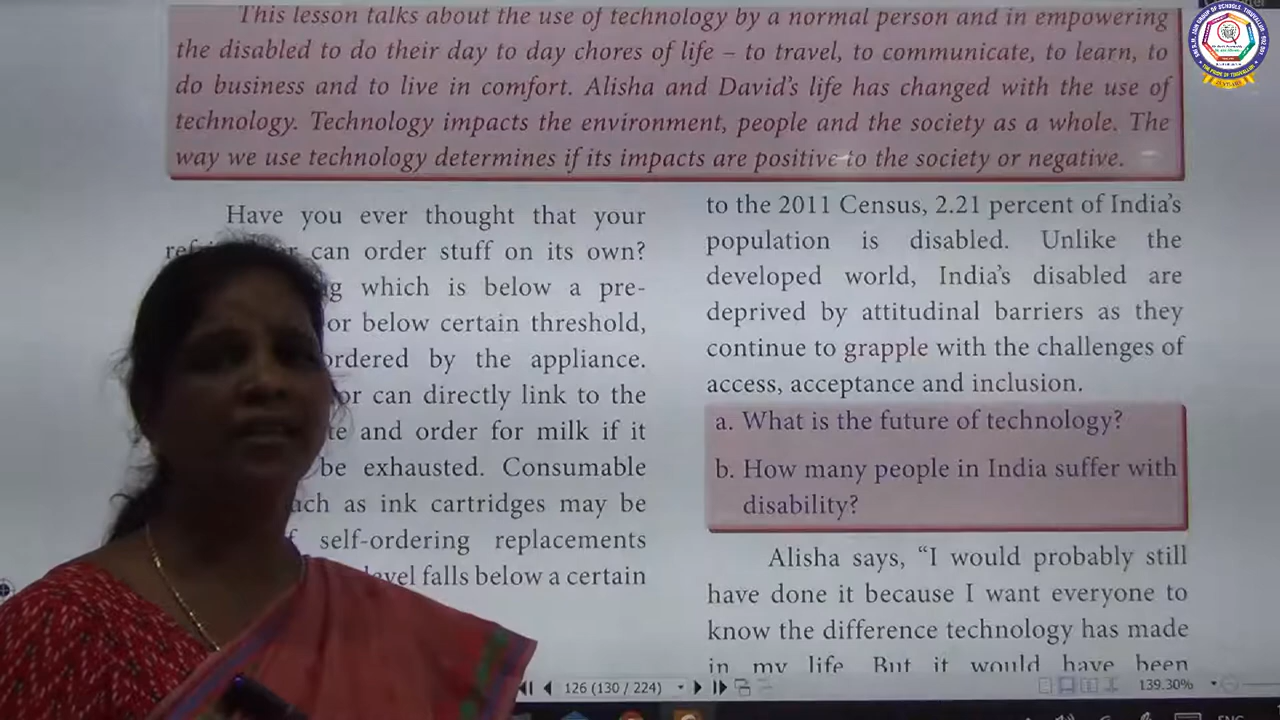 This lesson talks about the use of technology by a normal person and in empowering
the disabled to do their day to say chores of life – to travel, to communicate, to learn, to
do business and to live in comfort. Alisha and David's life has changed with the use of
technology. Technology impacts the environment, people and the society as a whole. The
way we use technology determines if its impacts are positive to the society or negative.
Have you ever thought that your
can order stuff on its own?
which is below a pre-
or below certain threshold,
ordered by the appliance.
can directly link to the
and order for milk if it
be exhausted. Consumable
as ink cartridges may be
self-ordering replacements
level falls below a certain
to the 2011 Census, 2.21 percent of India's
population is disabled. Unlike the
developed world, India's disabled are
deprived by attitudinal barriers as they
continue to grapple with the challenges of
access, acceptance and inclusion.
a. What is the future of technology?
b. How many people in India suffer with
disability?
Alisha says, “I would probably still
have done it because I want everyone to
know the difference technology has made
in my life. But it would have been
126 (130 / 224)
139.30%
ENG